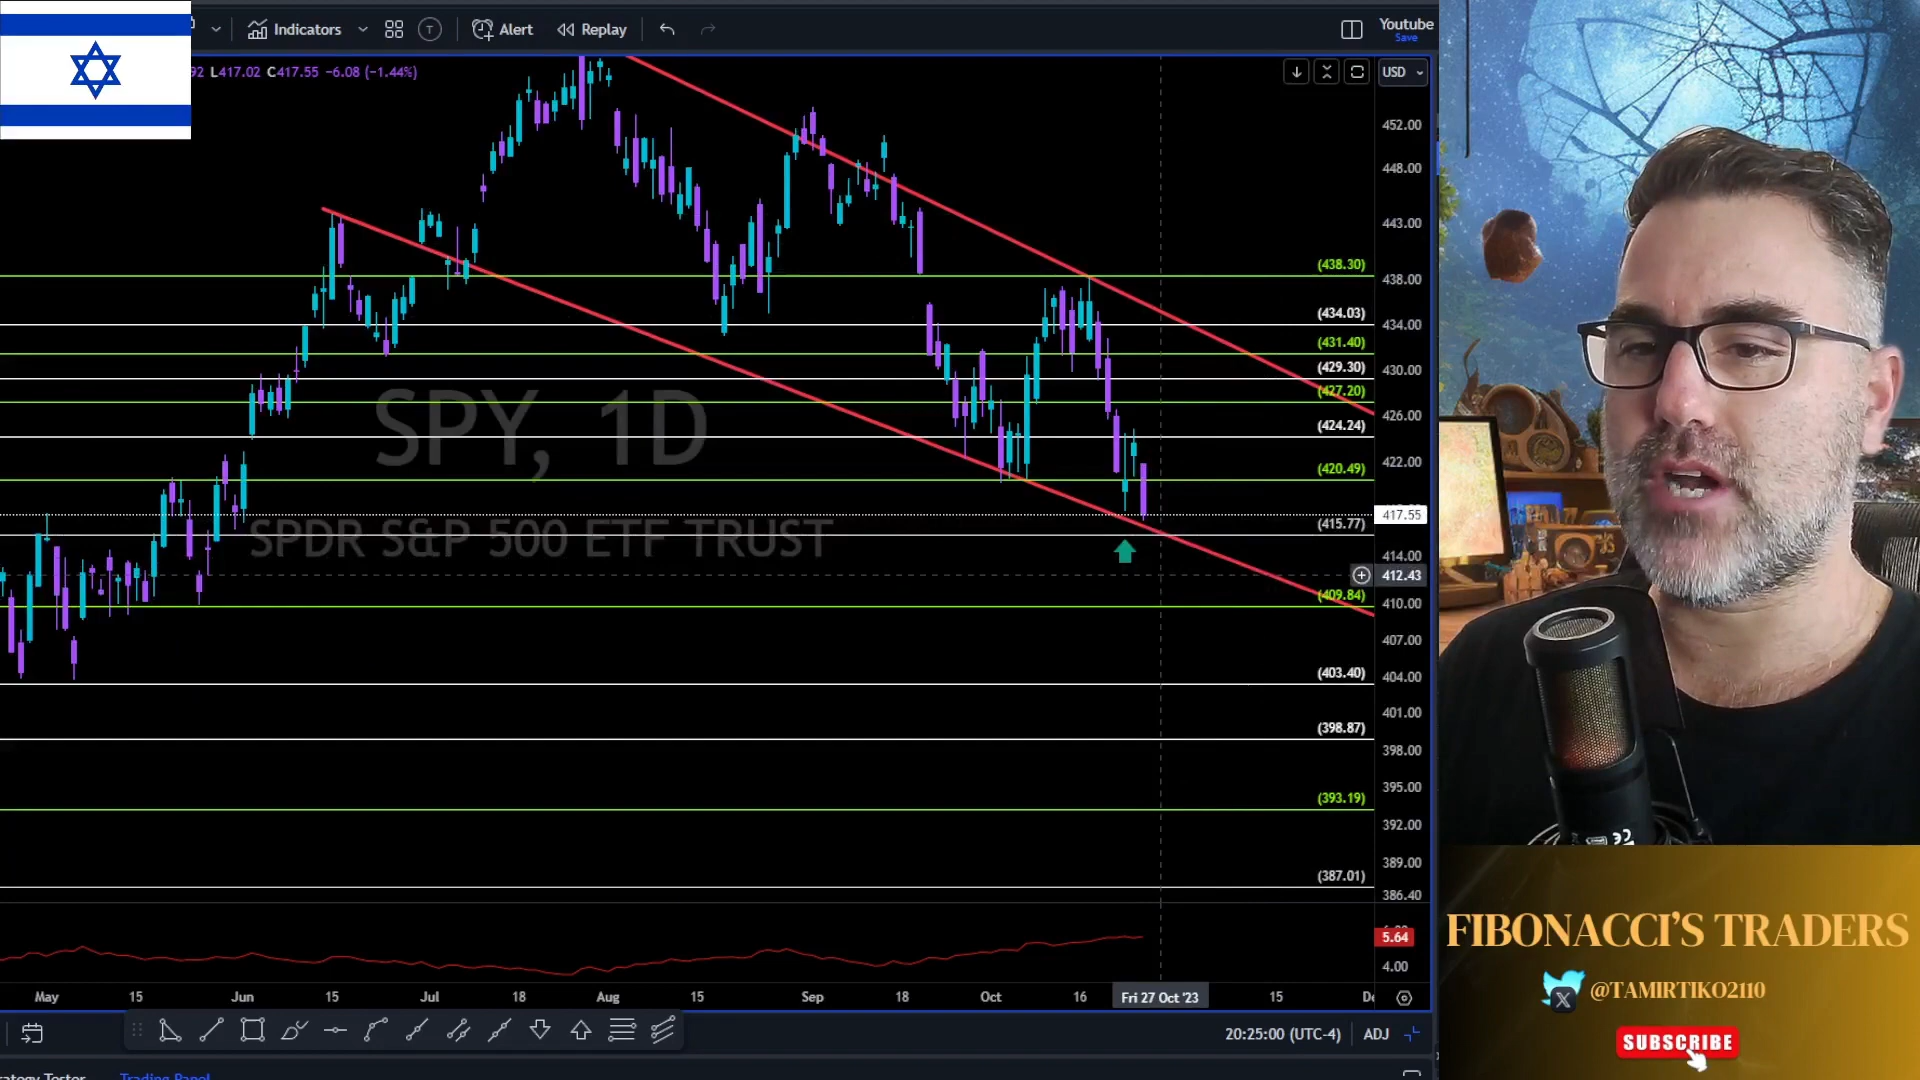 Indicators
T
Alert
Replay
Youtube
Save
92 L417.02 C417.55 −6.08 (−1.44%)
USD
452.00
448.00
443.00
(438.30)
438.00
(434.03)
434.00
(431.40)
(429.30)
430.00
(427.20)
426.00
(424.24)
422.00
(420.49)
SPY, 1D
417.55
(415.77)
SPDR S&P 500 ETF TRUST
414.00
412.43
(409.84)
410.00
407.00
(403.40)
404.00
401.00
(398.87)
398.00
395.00
(393.19)
392.00
389.00
(387.01)
386.40
5.64
4.00
May 15 Jun 15 Jul 18 Aug 15 Sep 18 Oct 16 Fri 27 Oct '23 15
20:25:00 (UTC-4) ADJ
Trading Panel
FIBONACCI'S TRADERS
@TAMIRTIKO2110
SUBSCRIBE